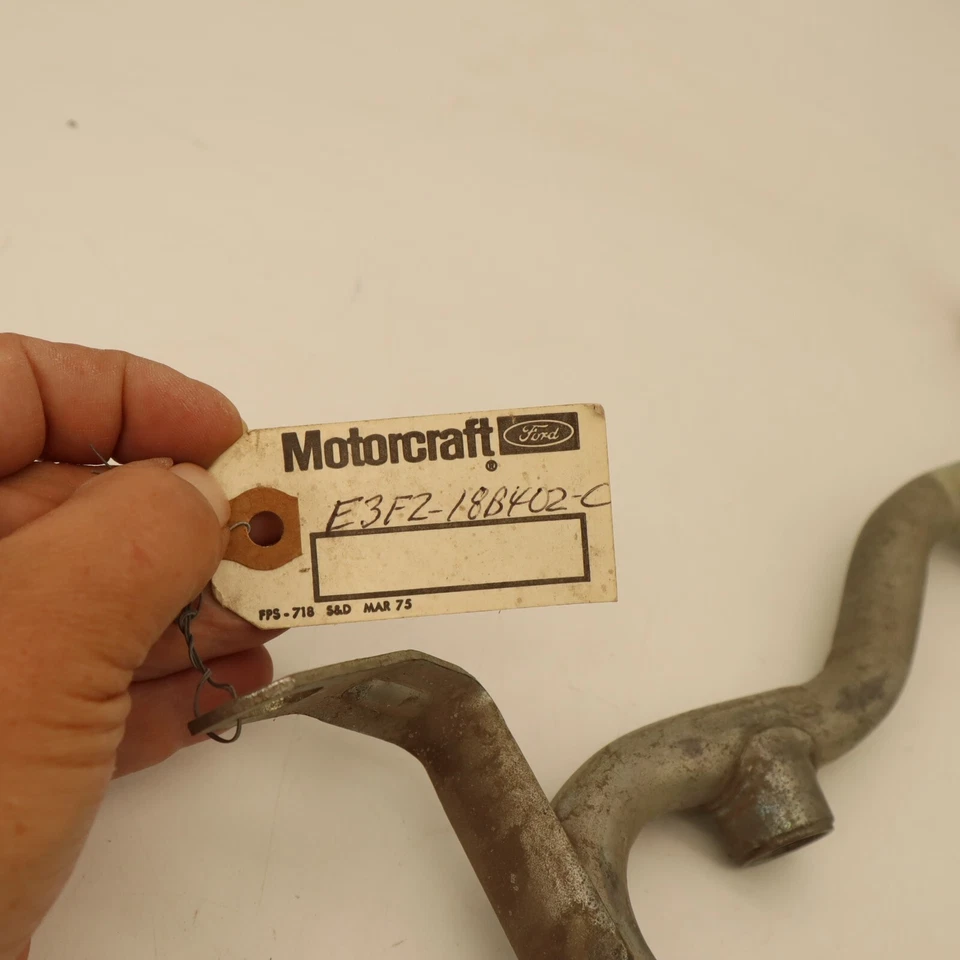 Motorcraft® Ford
E3FZ-18B402-C
FPS-718 S&D MAR 75